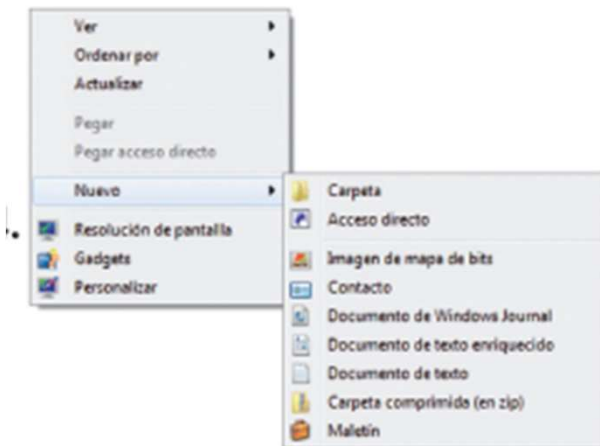 Ver
Ordenar por
Actualizar
Pegar
Pegar acceso directo
Nuevo
Resolución de pantalla
Gadgets
Personalizar
Carpeta
Acceso directo
Imagen de mapa de bits
Contacto
Documento de Windows Journal
Documento de texto enriquecido
Documento de texto
Carpeta comprimida (en zip)
Maletín